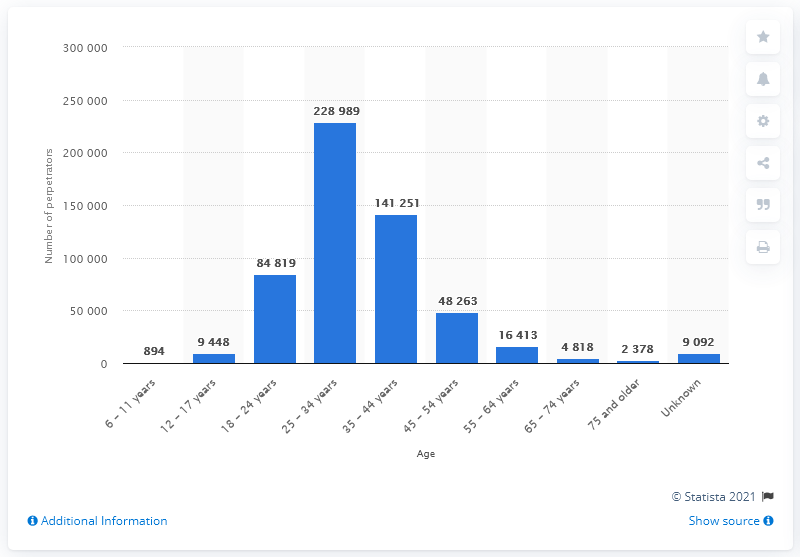 300 000
250 000
200 000
150 000
100 000
50 000
0
Number of perpetrators
894
9 448
84 819
228 989
141 251
48 263
16 413
4 818
2 378
9 092
6 – 11 years
12 – 17 years
18 – 24 years
25 – 34 years
35 – 44 years
45 – 54 years
55 – 64 years
65 – 74 years
75 and older
Unknown
Age
© Statista 2021
Additional Information
Show source